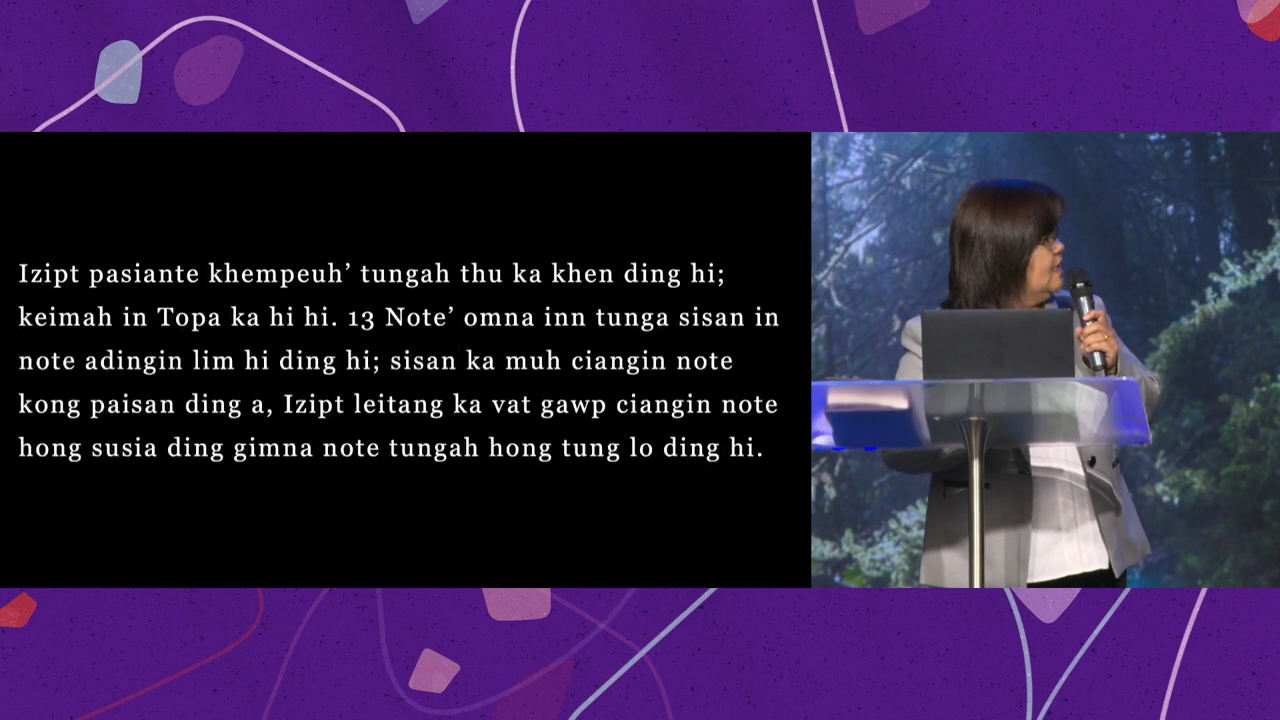 Izipt pasiante khempeuh’ tungah thu ka khen ding hi;
keimah in Topa ka hi hi. 13 Note’ omna inn tunga sisan in
note adingin lim hi ding hi; sisan ka muh ciangin note
kong paisan ding a, Izipt leitang ka vat gawp ciangin note
hong susia ding gimna note tungah hong tung lo ding hi.